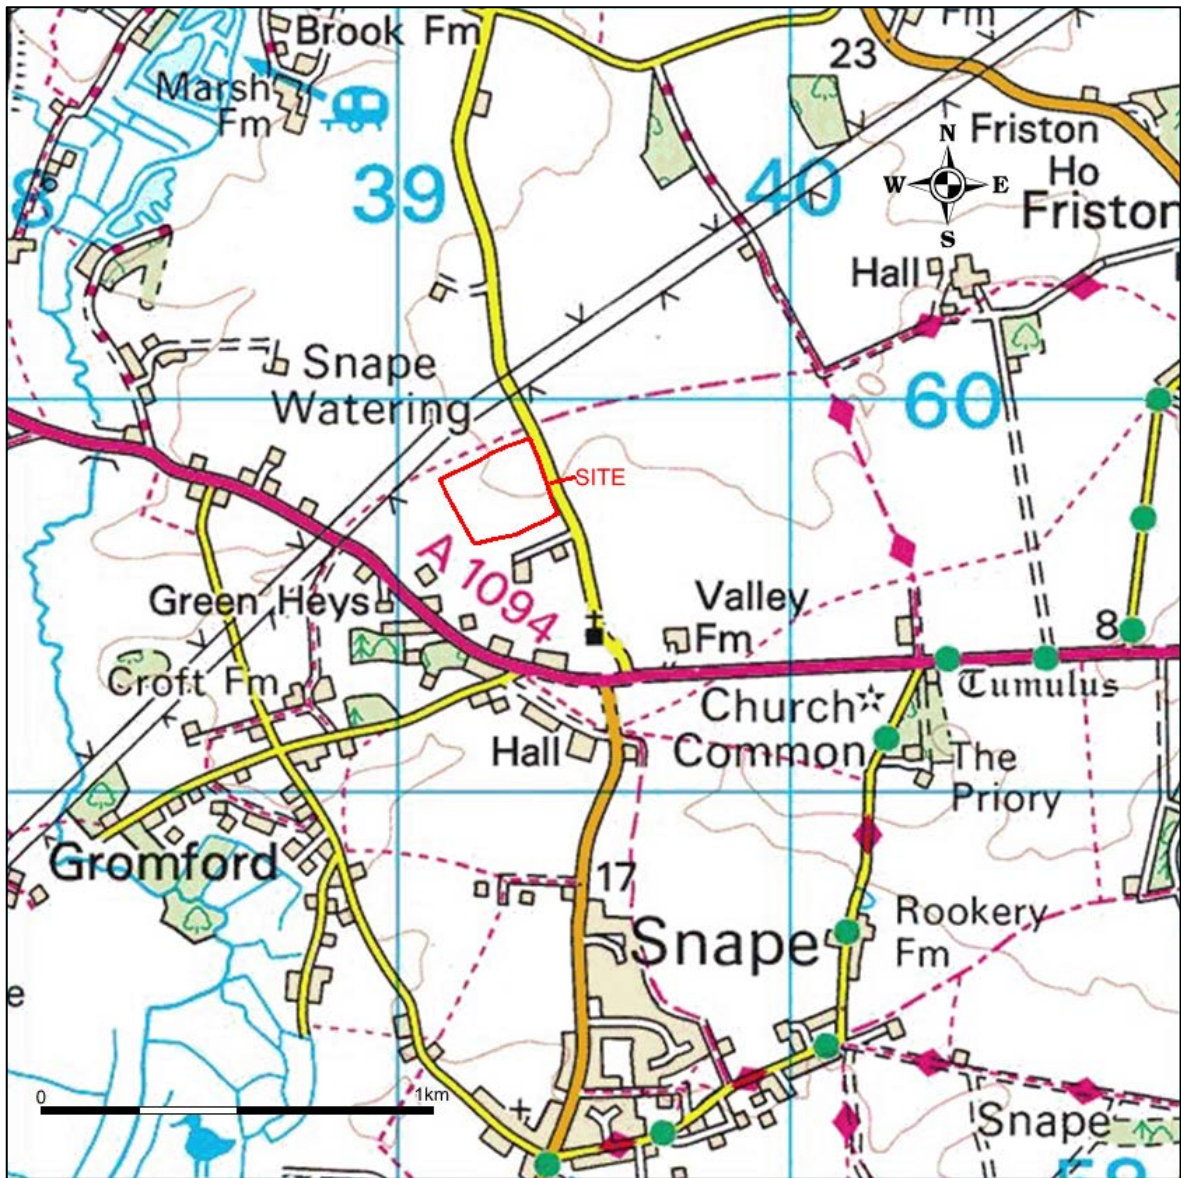 Brook Fm
Fm
23
Marsh
Fm
N
W E
S
Friston
Ho
Friston
39
40
8
Hall
Snape
Watering
60
SITE
A 1094
Green Heys
Valley
Fm
8
Croft Fm
Tumulus
Church
Common
Hall
The
Priory
Gromford
17
Rookery
Fm
Snape
e
0 1km
Snape